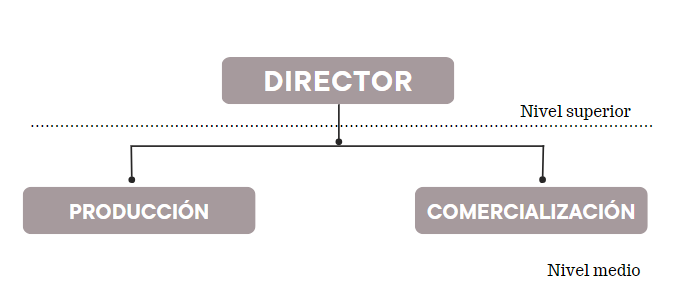 DIRECTOR
Nivel superior
PRODUCCIÓN
COMERCIALIZACIÓN
Nivel medio